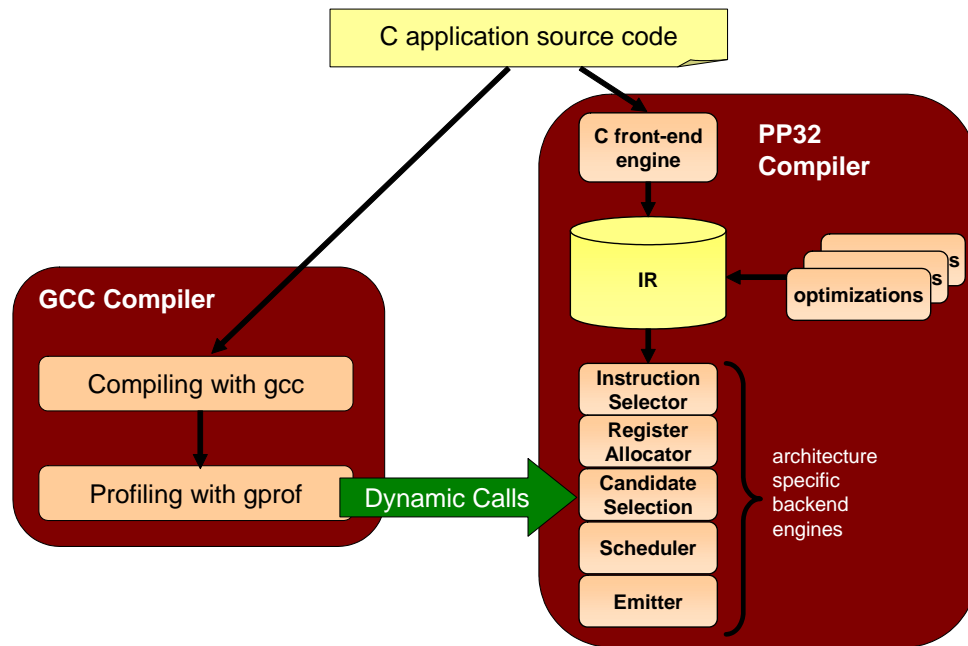 C application source code
C front-end
engine
PP32
Compiler
IR
s
s
optimizations
GCC Compiler
Compiling with gcc
Profiling with gprof
Dynamic Calls
Instruction
Selector
Register
Allocator
Candidate
Selection
Scheduler
Emitter
architecture
specific
backend
engines